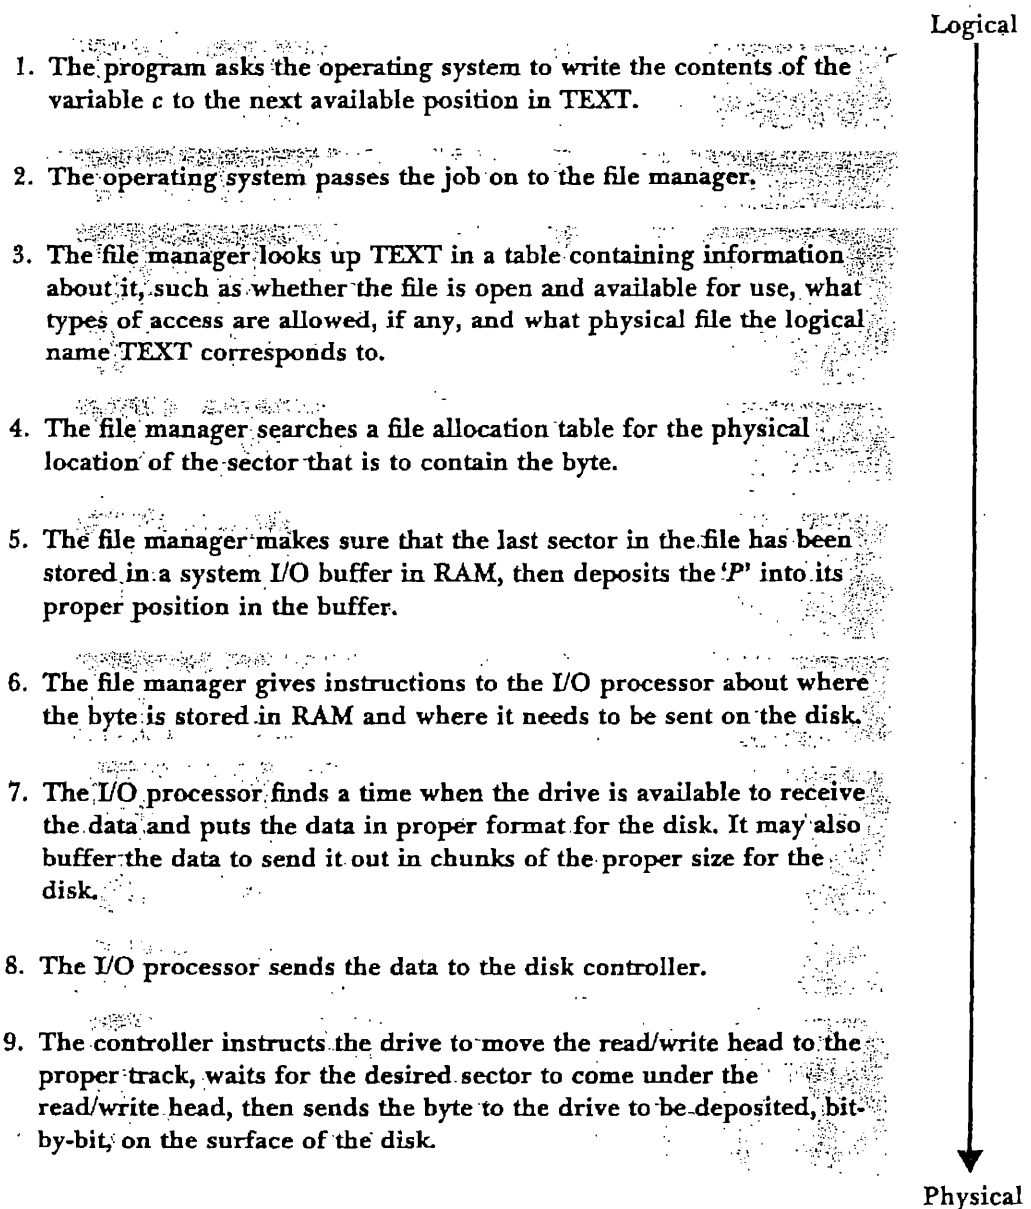 Logical
1. The program asks the operating system to write the contents of the
variable c to the next available position in TEXT.
2. The operating system passes the job on to the file manager.
3. The file manager looks up TEXT in a table containing information
about it, such as whether the file is open and available for use, what
types of access are allowed, if any, and what physical file the logical
name TEXT corresponds to.
4. The file manager searches a file allocation table for the physical
location of the sector that is to contain the byte.
5. The file manager makes sure that the last sector in the file has been
stored in a system I/O buffer in RAM, then deposits the 'P' into its
proper position in the buffer.
6. The file manager gives instructions to the I/O processor about where
the byte is stored in RAM and where it needs to be sent on the disk.
7. The I/O processor finds a time when the drive is available to receive
the data and puts the data in proper format for the disk. It may also
buffer the data to send it out in chunks of the proper size for the
disk.
8. The I/O processor sends the data to the disk controller.
9. The controller instructs the drive to move the read/write head to the
proper track, waits for the desired sector to come under the
read/write head, then sends the byte to the drive to be deposited, bit-
by-bit, on the surface of the disk.
Physical